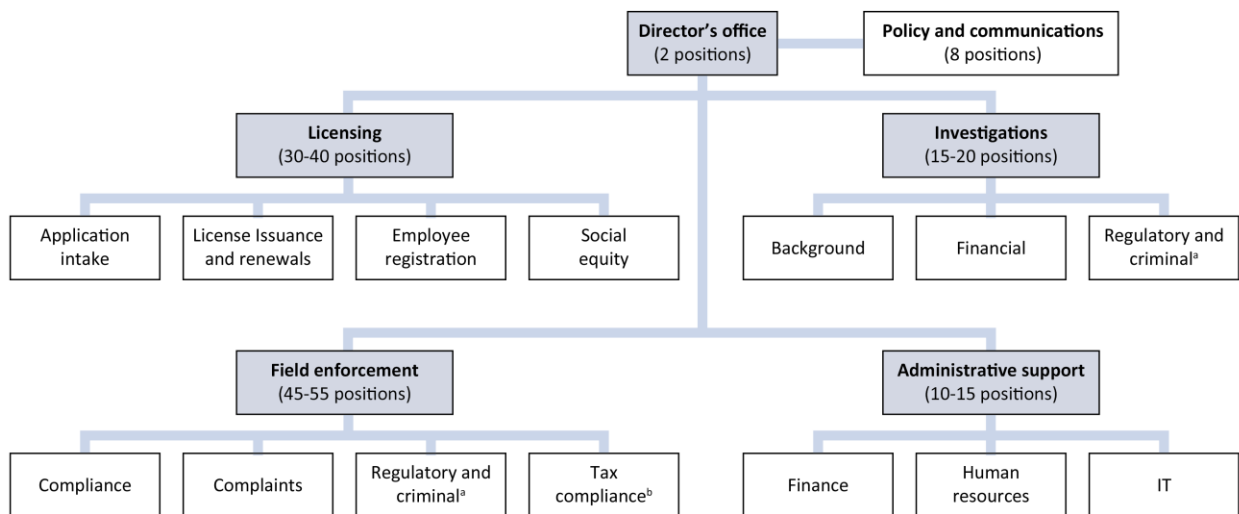 Director's office
(2 positions)
Policy and communications
(8 positions)
Licensing
(30-40 positions)
Investigations
(15-20 positions)
Application
intake
License Issuance
and renewals
Employee
registration
Social
equity
Background
Financial
Regulatory and
criminalᵃ
Field enforcement
(45-55 positions)
Administrative support
(10-15 positions)
Compliance
Complaints
Regulatory and
criminalᵃ
Tax
complianceᵇ
Finance
Human
resources
IT